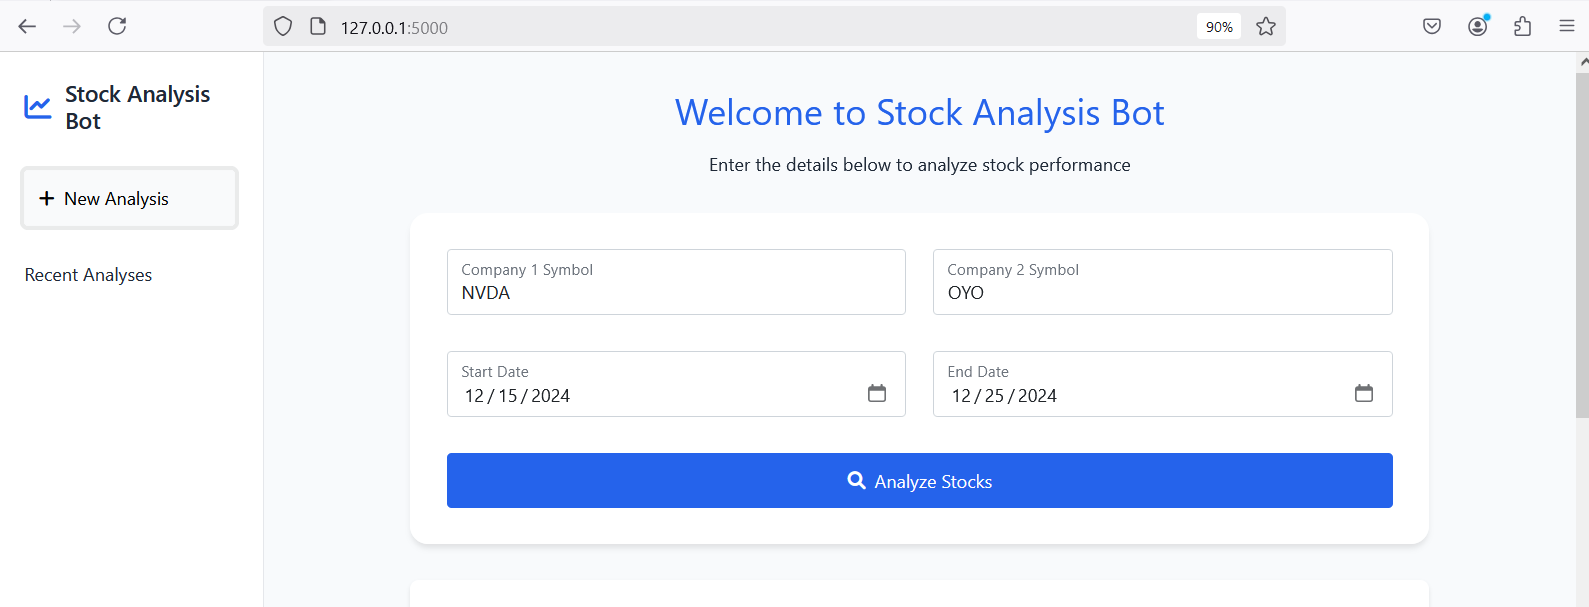 127.0.0.1:5000
90%
Stock Analysis
Bot
New Analysis
Recent Analyses
Welcome to Stock Analysis Bot
Enter the details below to analyze stock performance
Company 1 Symbol
NVDA
Company 2 Symbol
OYO
Start Date
12/15/2024
End Date
12/25/2024
Analyze Stocks